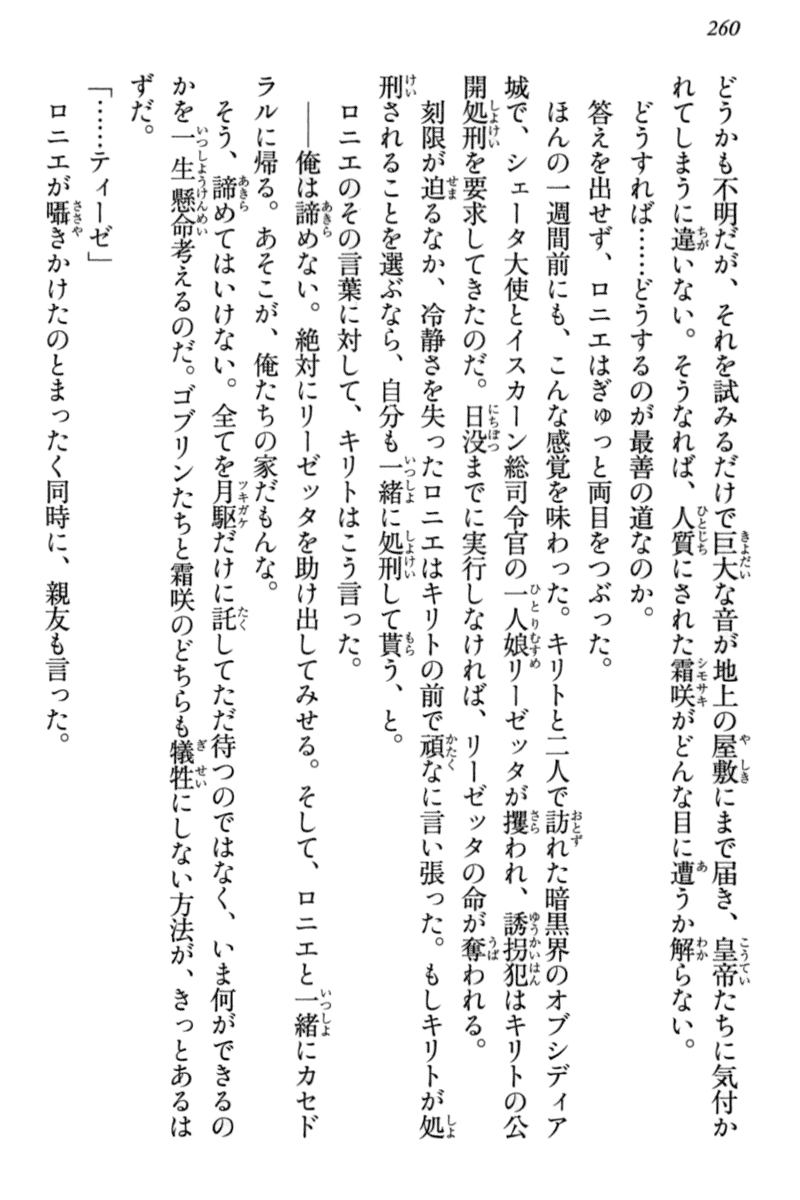 260
どうかも不明だが、それを試みるだけで巨大な音が地上の屋敷にまで届き、皇帝たちに気付か
れてしまうに違いない。そうなれば、人質にされた霜咲がどんな目に遭うか解らない。
どうすれば……どうするのが最善の道なのか。
答えを出せず、ロニエはぎゅっと両目をつぶった。
ほんの一週間前にも、こんな感覚を味わった。キリトと二人で訪れた暗黒界のオブシディア
城で、シェータ大使とイスカーン総司令官の一人娘リーゼッタが攫われ、誘拐犯はキリトの公
開処刑を要求してきたのだ。日没までに実行しなければ、リーゼッタの命が奪われる。
刻限が迫るなか、冷静さを失ったロニエはキリトの前で頑なに言い張った。もしキリトが処
刑されることを選ぶなら、自分も一緒に処刑して貰う、と。
ロニエのその言葉に対して、キリトはこう言った。
――俺は諦めない。絶対にリーゼッタを助け出してみせる。そして、ロニエと一緒にカセド
ラルに帰る。あそこが、俺たちの家だもんな。
そう、諦めてはいけない。全てを月駆だけに託してただ待つのではなく、いま何ができるの
かを一生懸命考えるのだ。ゴブリンたちと霜咲のどちらも犠牲にしない方法が、きっとあるは
ずだ。
「……ティーゼ」
ロニエが囁きかけたのとまったく同時に、親友も言った。